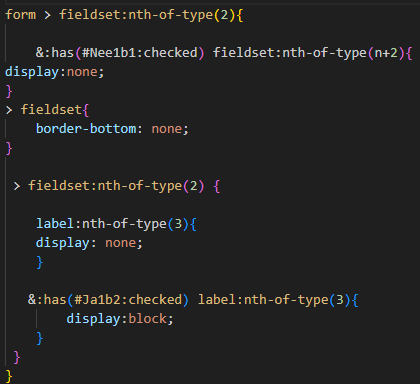 form > fieldset:nth-of-type(2){
&:has(#Nee1b1:checked) fieldset:nth-of-type(n+2){
display:none;
}
> fieldset{
border-bottom: none;
}
> fieldset:nth-of-type(2) {
label:nth-of-type(3){
display: none;
}
&:has(#Ja1b2:checked) label:nth-of-type(3){
display:block;
}
}
}